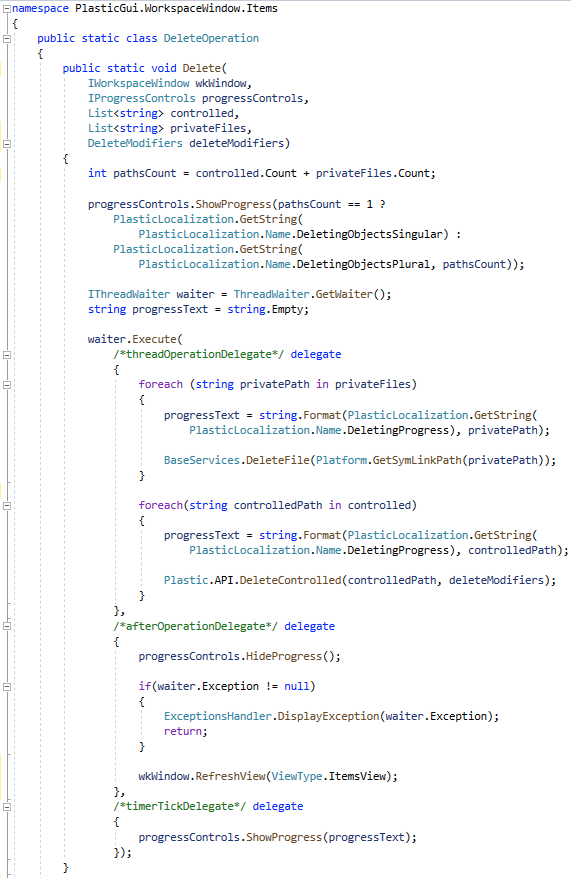 namespace PlasticGui.WorkspaceWindow.Items
{
    public static class DeleteOperation
    {
        public static void Delete(
            IWorkspaceWindow wkWindow,
            IProgressControls progressControls,
            List<string> controlled,
            List<string> privateFiles,
            DeleteModifiers deleteModifiers)
        {
            int pathsCount = controlled.Count + privateFiles.Count;

            progressControls.ShowProgress(pathsCount == 1 ?
                PlasticLocalization.GetString(
                    PlasticLocalization.Name.DeletingObjectsSingular) :
                PlasticLocalization.GetString(
                    PlasticLocalization.Name.DeletingObjectsPlural, pathsCount));

            IThreadWaiter waiter = ThreadWaiter.GetWaiter();
            string progressText = string.Empty;

            waiter.Execute(
                /*threadOperationDelegate*/ delegate
                {
                    foreach (string privatePath in privateFiles)
                    {
                        progressText = string.Format(PlasticLocalization.GetString(
                            PlasticLocalization.Name.DeletingProgress), privatePath);

                        BaseServices.DeleteFile(Platform.GetSymLinkPath(privatePath));
                    }

                    foreach(string controlledPath in controlled)
                    {
                        progressText = string.Format(PlasticLocalization.GetString(
                            PlasticLocalization.Name.DeletingProgress), controlledPath);

                        Plastic.API.DeleteControlled(controlledPath, deleteModifiers);
                    }
                },
                /*afterOperationDelegate*/ delegate
                {
                    progressControls.HideProgress();

                    if(waiter.Exception != null)
                    {
                        ExceptionsHandler.DisplayException(waiter.Exception);
                        return;
                    }

                    wkWindow.RefreshView(ViewType.ItemsView);
                },
                /*timerTickDelegate*/ delegate
                {
                    progressControls.ShowProgress(progressText);
                });
        }